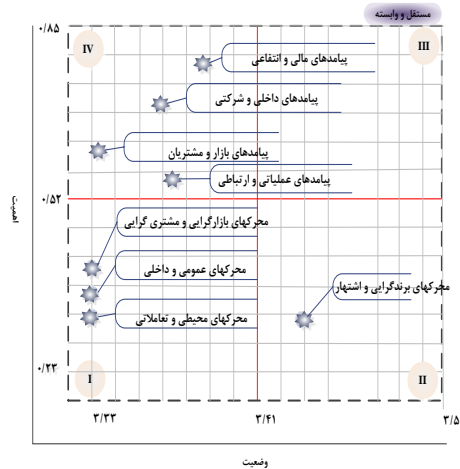 مستقل و وابسته
۰/۸۵
IV
III
پیامدهای مالی و انتفاعی
پیامدهای داخلی و شرکتی
پیامدهای بازار و مشتریان
پیامدهای عملیاتی و ارتباطی
۰/۵۲
اهمیت
محرکهای بازارگرایی و مشتری گرایی
محرکهای عمومی و داخلی
محرکهای برندگرایی و اشتهار
محرکهای محیطی و تعاملاتی
۰/۲۳
I
II
۳/۳۳
۳/۴۱
۳/۵
وضعیت